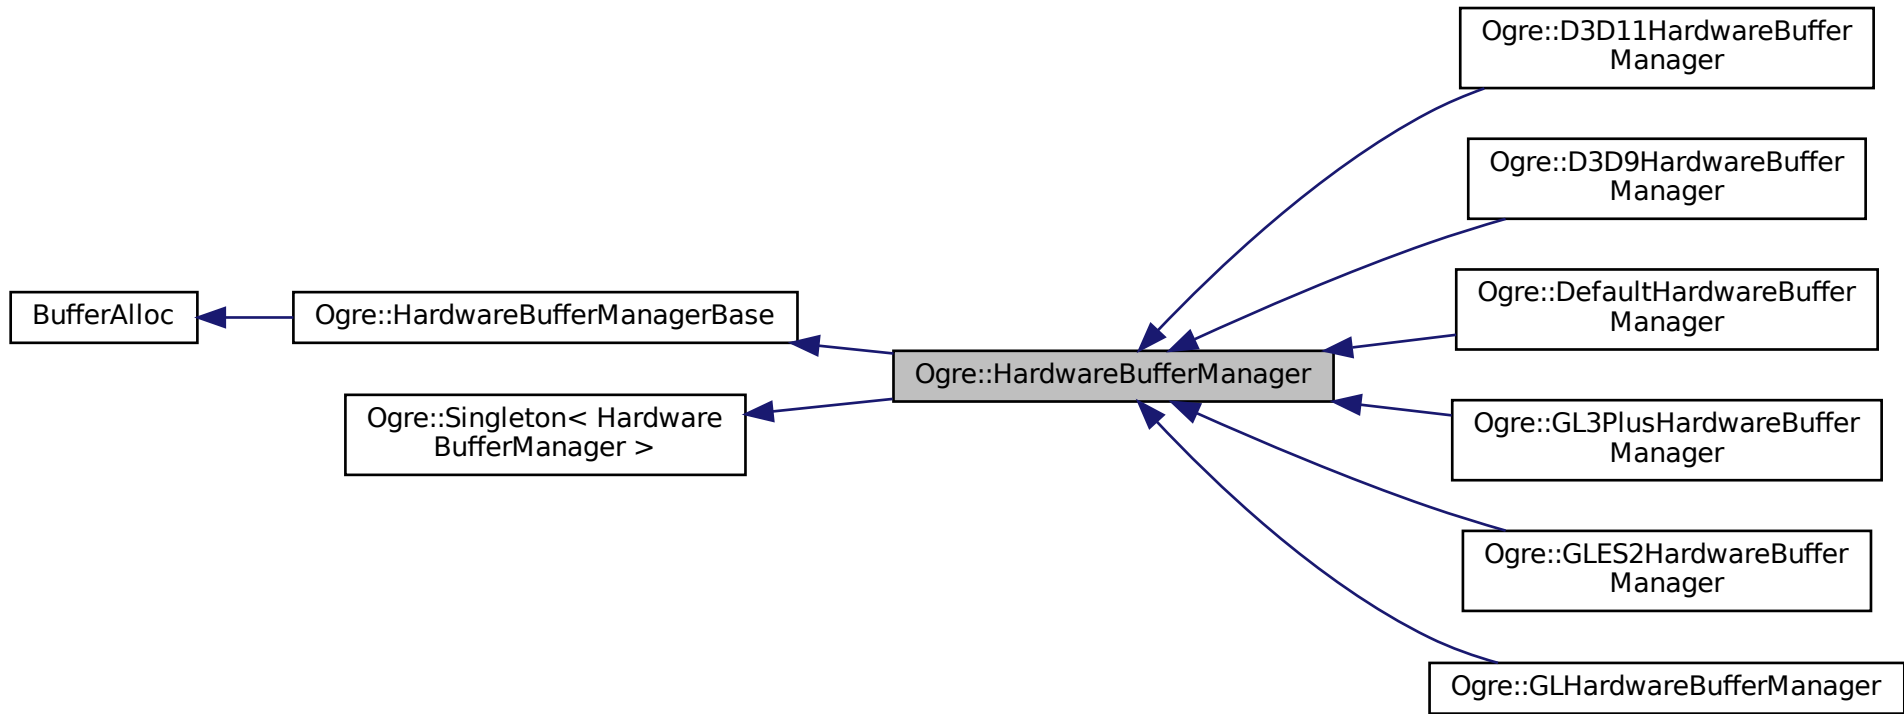 BufferAlloc
Ogre::HardwareBufferManagerBase
Ogre::Singleton< Hardware
BufferManager >
Ogre::HardwareBufferManager
Ogre::D3D11HardwareBuffer
Manager
Ogre::D3D9HardwareBuffer
Manager
Ogre::DefaultHardwareBuffer
Manager
Ogre::GL3PlusHardwareBuffer
Manager
Ogre::GLES2HardwareBuffer
Manager
Ogre::GLHardwareBufferManager